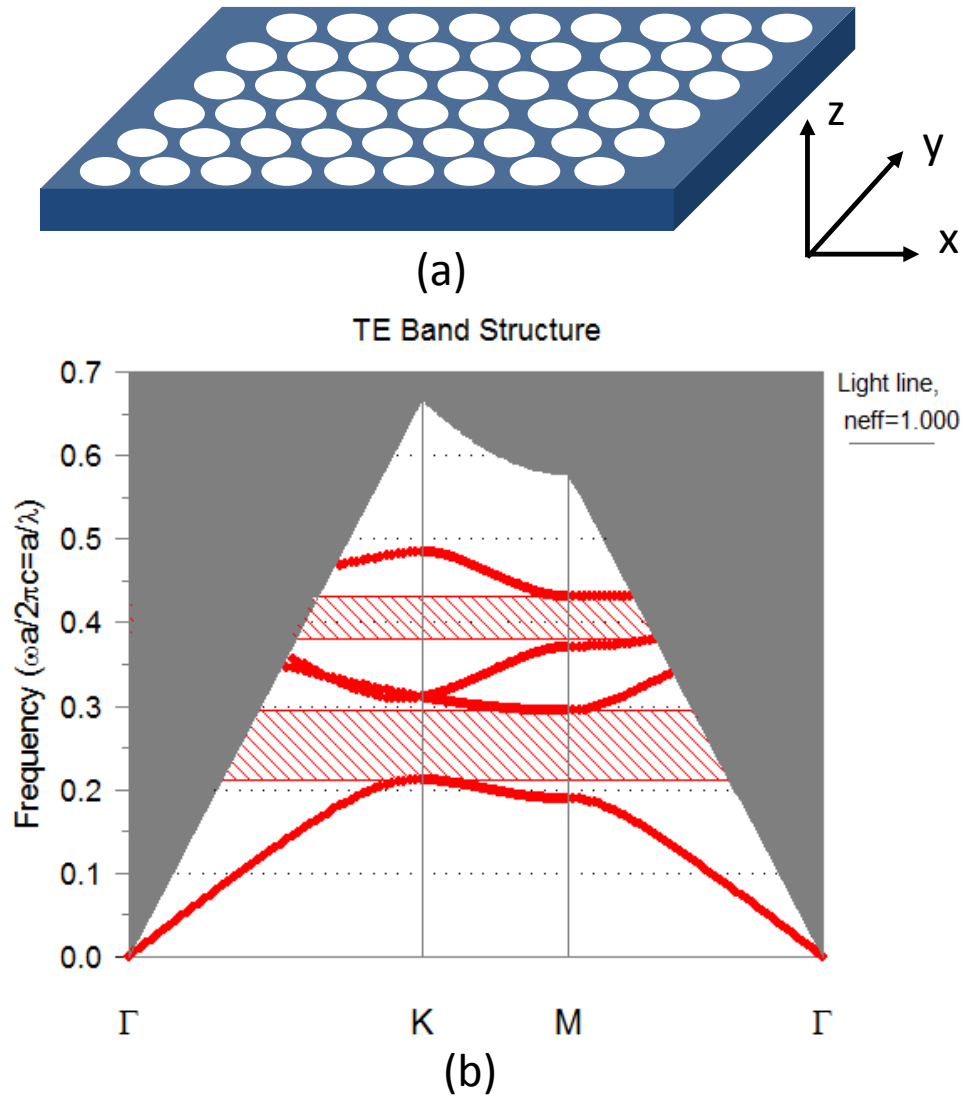 z
y
x
(a)
TE Band Structure
Light line,
neff=1.000
Frequency (ωa/2πc=a/λ)
0.7
0.6
0.5
0.4
0.3
0.2
0.1
0.0
Γ K M Γ
(b)